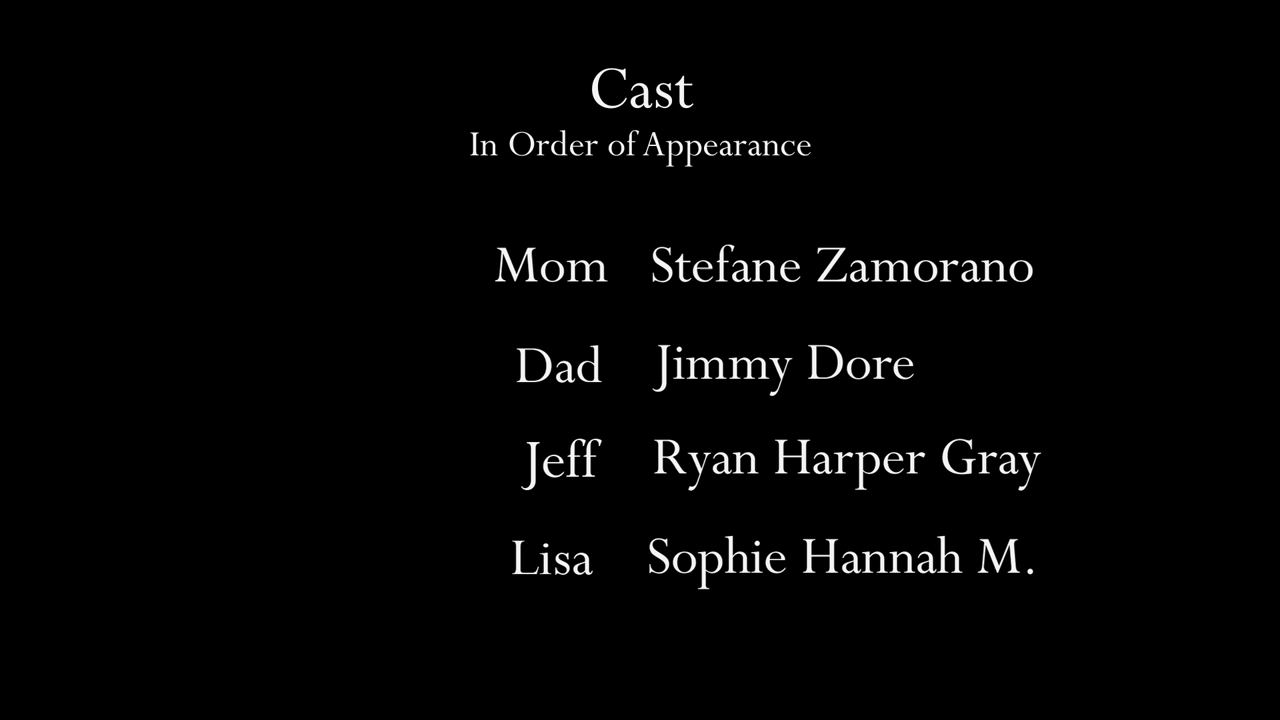 Cast
In Order of Appearance
Mom Stefane Zamorano
Dad Jimmy Dore
Jeff Ryan Harper Gray
Lisa Sophie Hannah M.